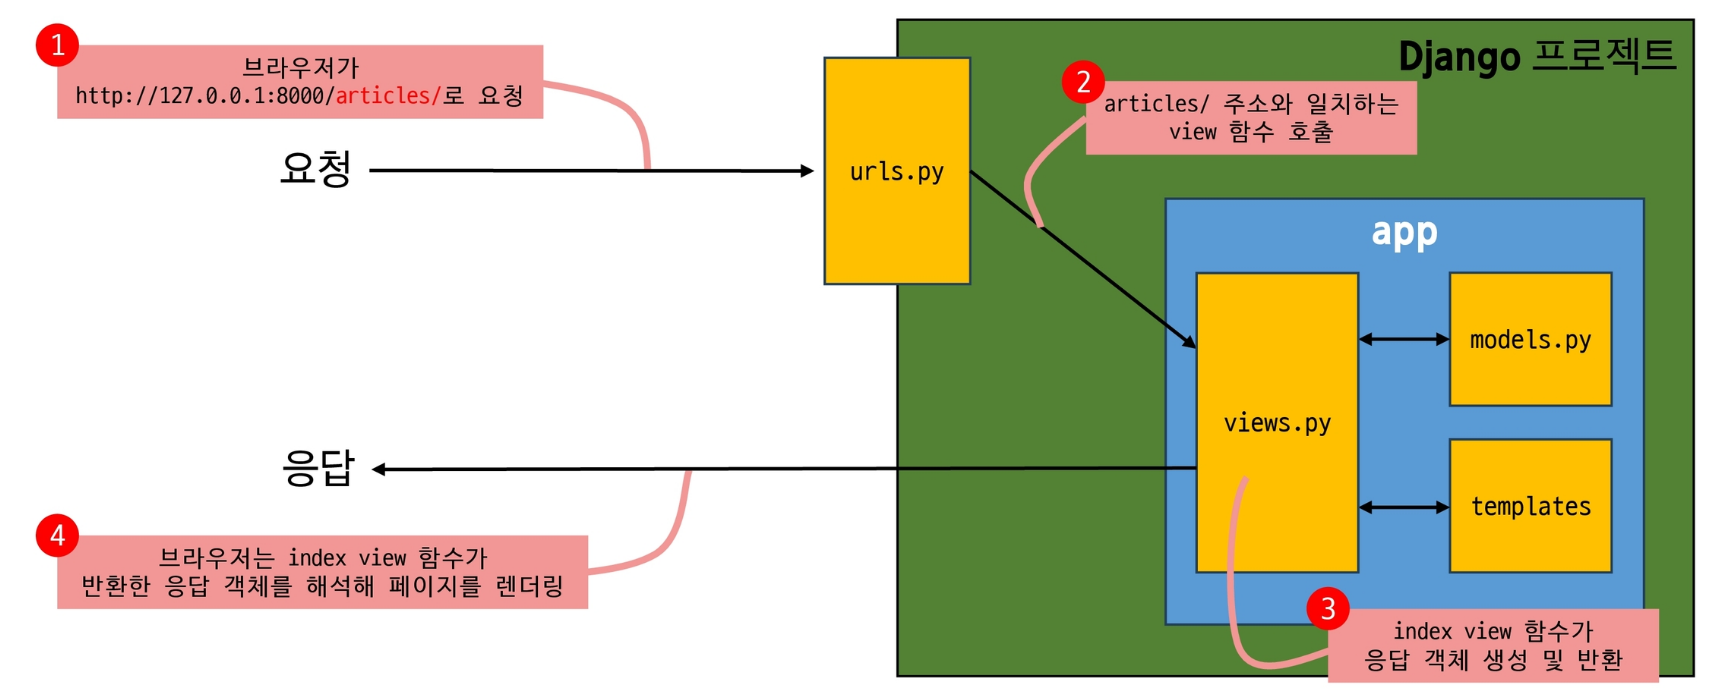 1
브라우저가
http://127.0.0.1:8000/articles/로 요청
Django 프로젝트
2
articles/ 주소와 일치하는
view 함수 호출
요청
urls.py
app
models.py
views.py
응답
templates
4
브라우저는 index view 함수가
반환한 응답 객체를 해석해 페이지를 렌더링
3
index view 함수가
응답 객체 생성 및 반환